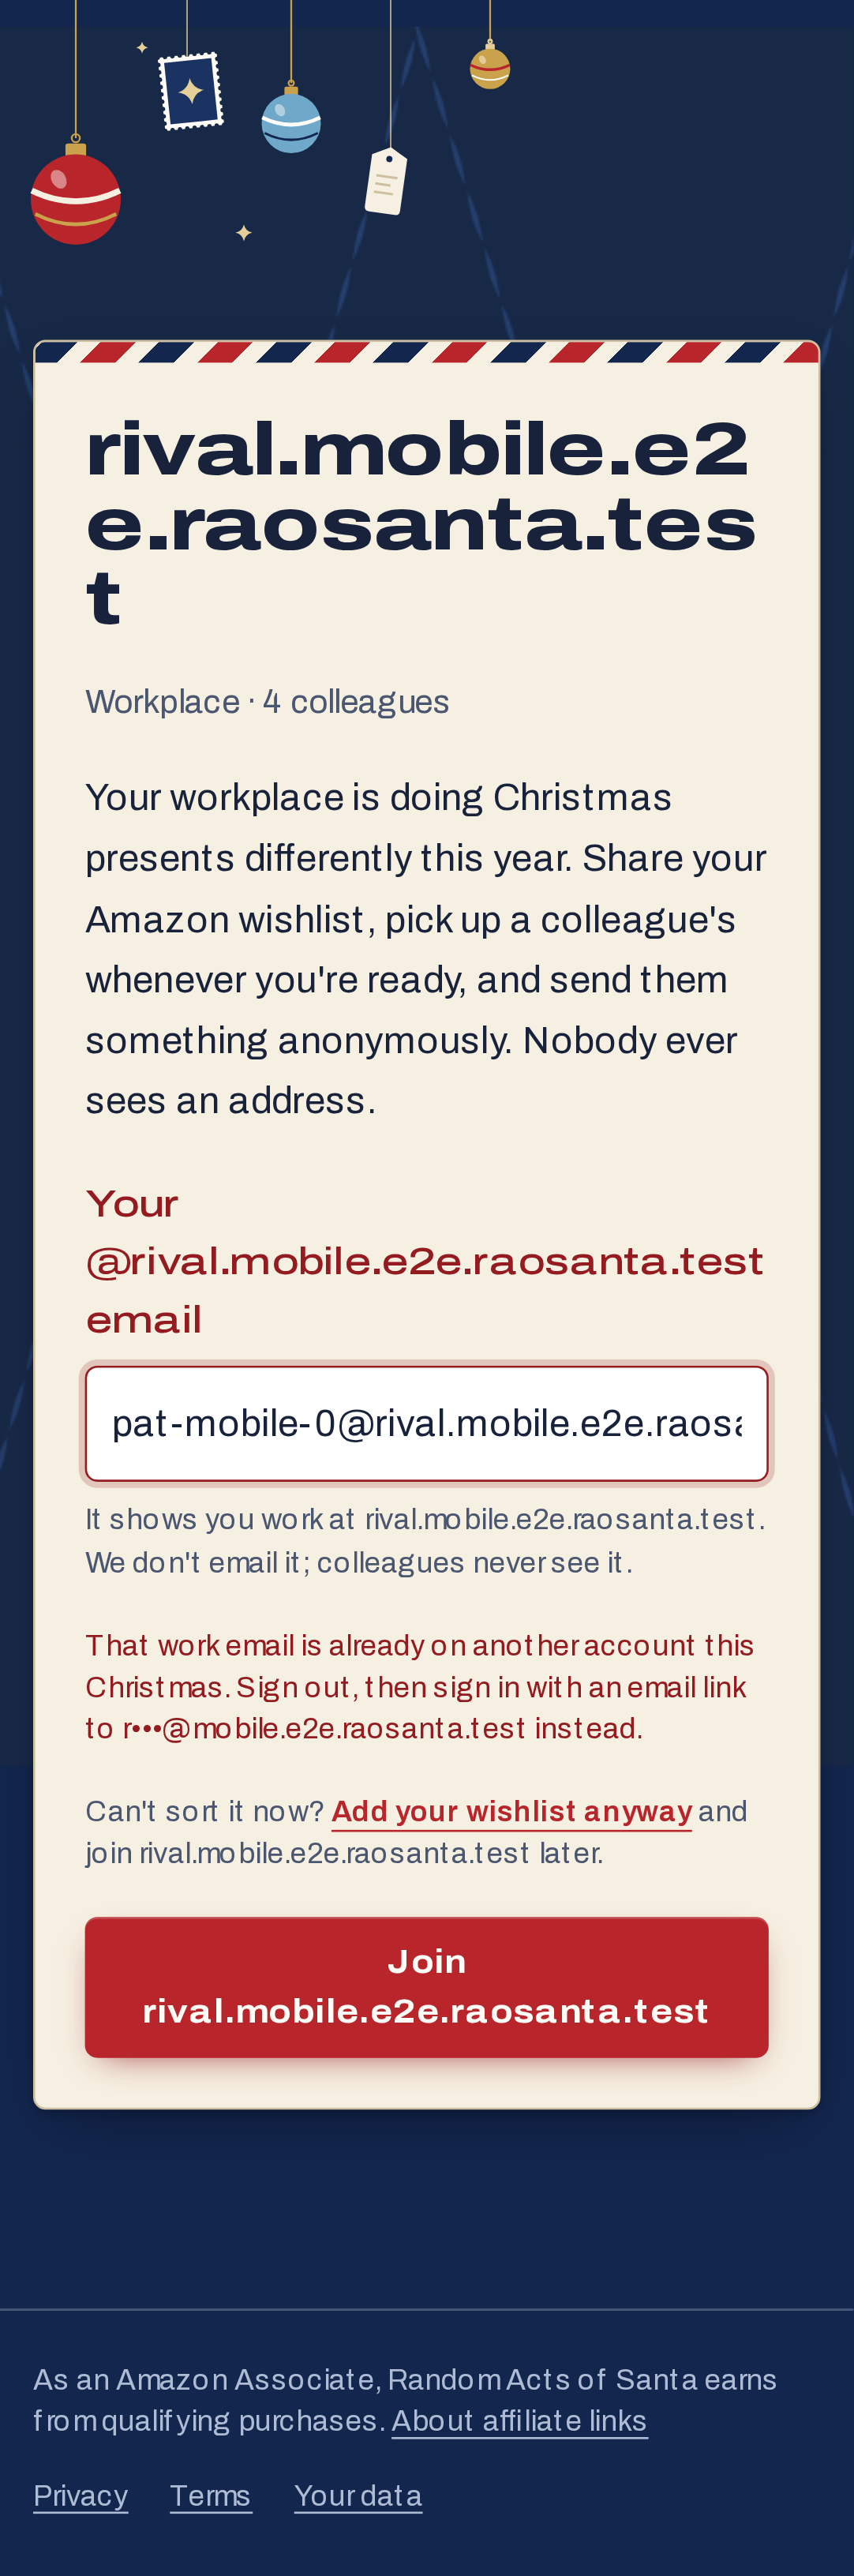 rival.mobile.e2
e.raosanta.tes
t
Workplace · 4 colleagues
Your workplace is doing Christmas
presents differently this year. Share your
Amazon wishlist, pick up a colleague's
whenever you're ready, and send them
something anonymously. Nobody ever
sees an address.
Your
@rival.mobile.e2e.raosanta.test
email
pat-mobile-0@rival.mobile.e2e.raosa
It shows you work at rival.mobile.e2e.raosanta.test.
We don't email it; colleagues never see it.
That work email is already on another account this
Christmas. Sign out, then sign in with an email link
to r•••@mobile.e2e.raosanta.test instead.
Can't sort it now? Add your wishlist anyway and
join rival.mobile.e2e.raosanta.test later.
Join
rival.mobile.e2e.raosanta.test
As an Amazon Associate, Random Acts of Santa earns
from qualifying purchases. About affiliate links
Privacy Terms Your data